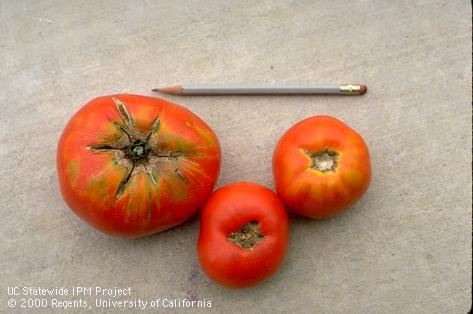 UC Statewide IPM Project
© 2000 Regents, University of California